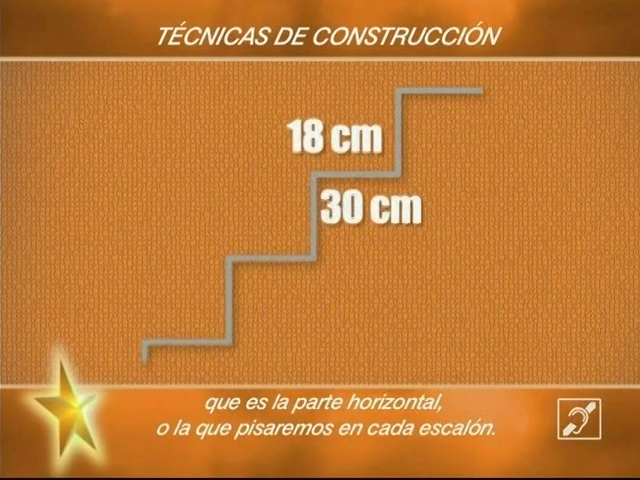 TÉCNICAS DE CONSTRUCCIÓN
18 cm
30 cm
que es la parte horizontal,
o la que pisaremos en cada escalón.